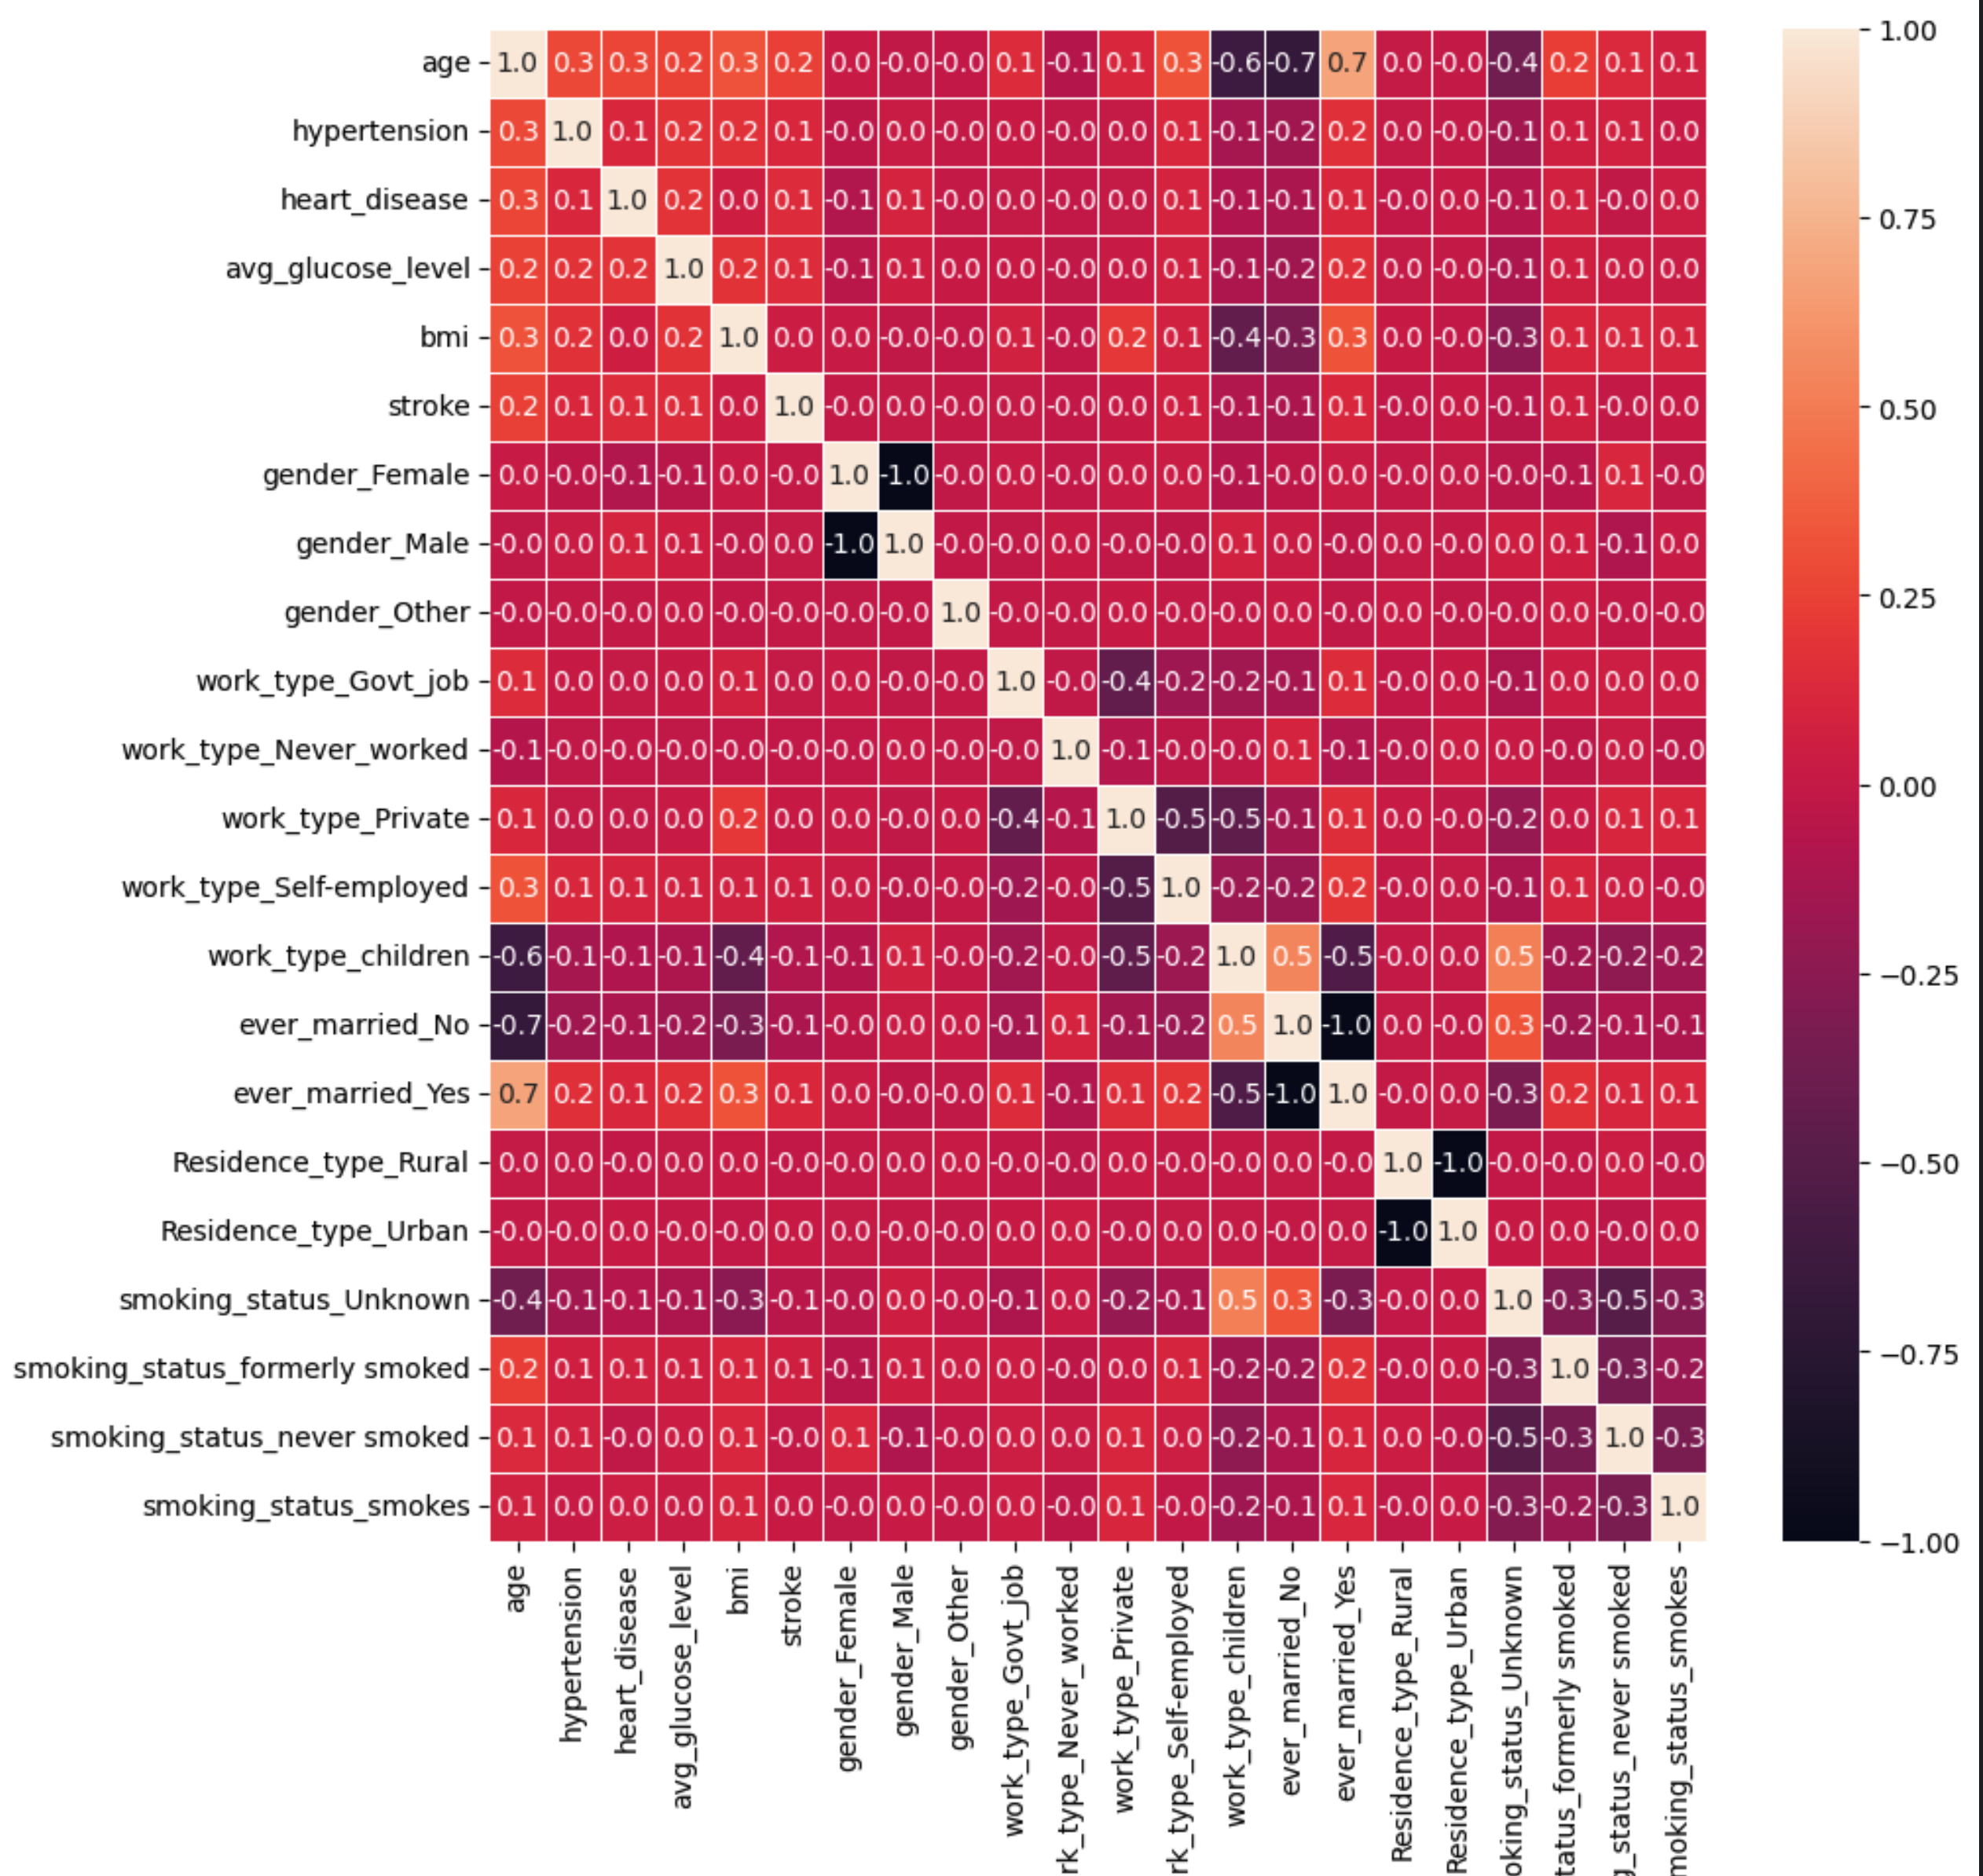 age 1.0 0.3 0.3 0.2 0.3 0.2 0.0 -0.0 -0.0 0.1 -0.1 0.1 0.3 -0.6 -0.7 0.7 0.0 -0.0 -0.4 0.2 0.1 0.1
hypertension 0.3 1.0 0.1 0.2 0.2 0.1 -0.0 0.0 -0.0 0.0 -0.0 0.0 0.1 -0.1 -0.2 0.2 0.0 -0.0 -0.1 0.1 0.1 0.0
heart_disease 0.3 0.1 1.0 0.2 0.0 0.1 -0.1 0.1 -0.0 0.0 -0.0 0.0 0.1 -0.1 -0.1 0.1 -0.0 0.0 -0.1 0.1 -0.0 0.0
avg_glucose_level 0.2 0.2 0.2 1.0 0.2 0.1 -0.1 0.1 0.0 0.0 -0.0 0.0 0.1 -0.1 -0.2 0.2 0.0 -0.0 -0.1 0.1 0.0 0.0
bmi 0.3 0.2 0.0 0.2 1.0 0.0 0.0 -0.0 -0.0 0.1 -0.0 0.2 0.1 -0.4 -0.3 0.3 0.0 -0.0 -0.3 0.1 0.1 0.1
stroke 0.2 0.1 0.1 0.1 0.0 1.0 -0.0 0.0 -0.0 0.0 -0.0 0.0 0.1 -0.1 -0.1 0.1 -0.0 0.0 -0.1 0.1 -0.0 0.0
gender_Female 0.0 -0.0 -0.1 -0.1 0.0 -0.0 1.0 -1.0 -0.0 0.0 -0.0 0.0 0.0 -0.1 -0.0 0.0 -0.0 0.0 -0.0 -0.1 0.1 -0.0
gender_Male -0.0 0.0 0.1 0.1 -0.0 0.0 -1.0 1.0 -0.0 -0.0 0.0 -0.0 -0.0 0.1 0.0 -0.0 0.0 -0.0 0.0 0.1 -0.1 0.0
gender_Other -0.0 -0.0 -0.0 0.0 -0.0 -0.0 -0.0 -0.0 1.0 -0.0 -0.0 0.0 -0.0 -0.0 0.0 -0.0 0.0 -0.0 -0.0 0.0 -0.0 -0.0
work_type_Govt_job 0.1 0.0 0.0 0.0 0.1 0.0 0.0 -0.0 -0.0 1.0 -0.0 -0.4 -0.2 -0.2 -0.1 0.1 -0.0 0.0 -0.1 0.0 0.0 0.0
work_type_Never_worked -0.1 -0.0 -0.0 -0.0 -0.0 -0.0 -0.0 0.0 -0.0 -0.0 1.0 -0.1 -0.0 -0.0 0.1 -0.1 -0.0 0.0 0.0 -0.0 0.0 -0.0
work_type_Private 0.1 0.0 0.0 0.0 0.2 0.0 0.0 -0.0 0.0 -0.4 -0.1 1.0 -0.5 -0.5 -0.1 0.1 0.0 -0.0 -0.2 0.0 0.1 0.1
work_type_Self-employed 0.3 0.1 0.1 0.1 0.1 0.1 0.0 -0.0 -0.0 -0.2 -0.0 -0.5 1.0 -0.2 -0.2 0.2 -0.0 0.0 -0.1 0.1 0.0 -0.0
work_type_children -0.6 -0.1 -0.1 -0.1 -0.4 -0.1 -0.1 0.1 -0.0 -0.2 -0.0 -0.5 -0.2 1.0 0.5 -0.5 -0.0 0.0 0.5 -0.2 -0.2 -0.2
ever_married_No -0.7 -0.2 -0.1 -0.2 -0.3 -0.1 -0.0 0.0 0.0 -0.1 0.1 -0.1 -0.2 0.5 1.0 -1.0 0.0 -0.0 0.3 -0.2 -0.1 -0.1
ever_married_Yes 0.7 0.2 0.1 0.2 0.3 0.1 0.0 -0.0 -0.0 0.1 -0.1 0.1 0.2 -0.5 -1.0 1.0 -0.0 0.0 -0.3 0.2 0.1 0.1
Residence_type_Rural 0.0 0.0 -0.0 0.0 0.0 -0.0 -0.0 0.0 0.0 -0.0 -0.0 0.0 -0.0 -0.0 0.0 -0.0 1.0 -1.0 -0.0 -0.0 0.0 -0.0
Residence_type_Urban -0.0 -0.0 0.0 -0.0 -0.0 0.0 0.0 -0.0 -0.0 0.0 0.0 -0.0 0.0 0.0 -0.0 0.0 -1.0 1.0 0.0 0.0 -0.0 0.0
smoking_status_Unknown -0.4 -0.1 -0.1 -0.1 -0.3 -0.1 -0.0 0.0 -0.0 -0.1 0.0 -0.2 -0.1 0.5 0.3 -0.3 -0.0 0.0 1.0 -0.3 -0.5 -0.3
smoking_status_formerly smoked 0.2 0.1 0.1 0.1 0.1 0.1 -0.1 0.1 0.0 0.0 -0.0 0.0 0.1 -0.2 -0.2 0.2 -0.0 0.0 -0.3 1.0 -0.3 -0.2
smoking_status_never smoked 0.1 0.1 -0.0 0.0 0.1 -0.0 0.1 -0.1 -0.0 0.0 0.0 0.1 0.0 -0.2 -0.1 0.1 0.0 -0.0 -0.5 -0.3 1.0 -0.3
smoking_status_smokes 0.1 0.0 0.0 0.0 0.1 0.0 -0.0 0.0 -0.0 0.0 -0.0 0.1 -0.0 -0.2 -0.1 0.1 -0.0 0.0 -0.3 -0.2 -0.3 1.0
age
hypertension
heart_disease
avg_glucose_level
bmi
stroke
gender_Female
gender_Male
gender_Other
work_type_Govt_job
rk_type_Never_worked
work_type_Private
rk_type_Self-employed
work_type_children
ever_married_No
ever_married_Yes
Residence_type_Rural
Residence_type_Urban
oking_status_Unknown
tatus_formerly smoked
g_status_never smoked
moking_status_smokes
1.00
0.75
0.50
0.25
0.00
−0.25
−0.50
−0.75
−1.00